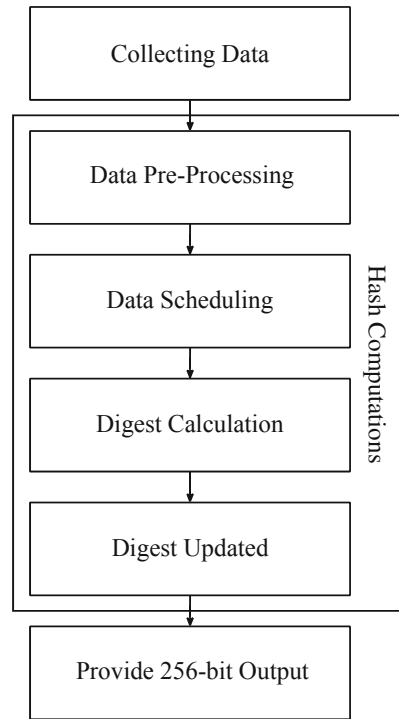 Collecting Data
Data Pre-Processing
Data Scheduling
Digest Calculation
Digest Updated
Hash Computations
Provide 256-bit Output